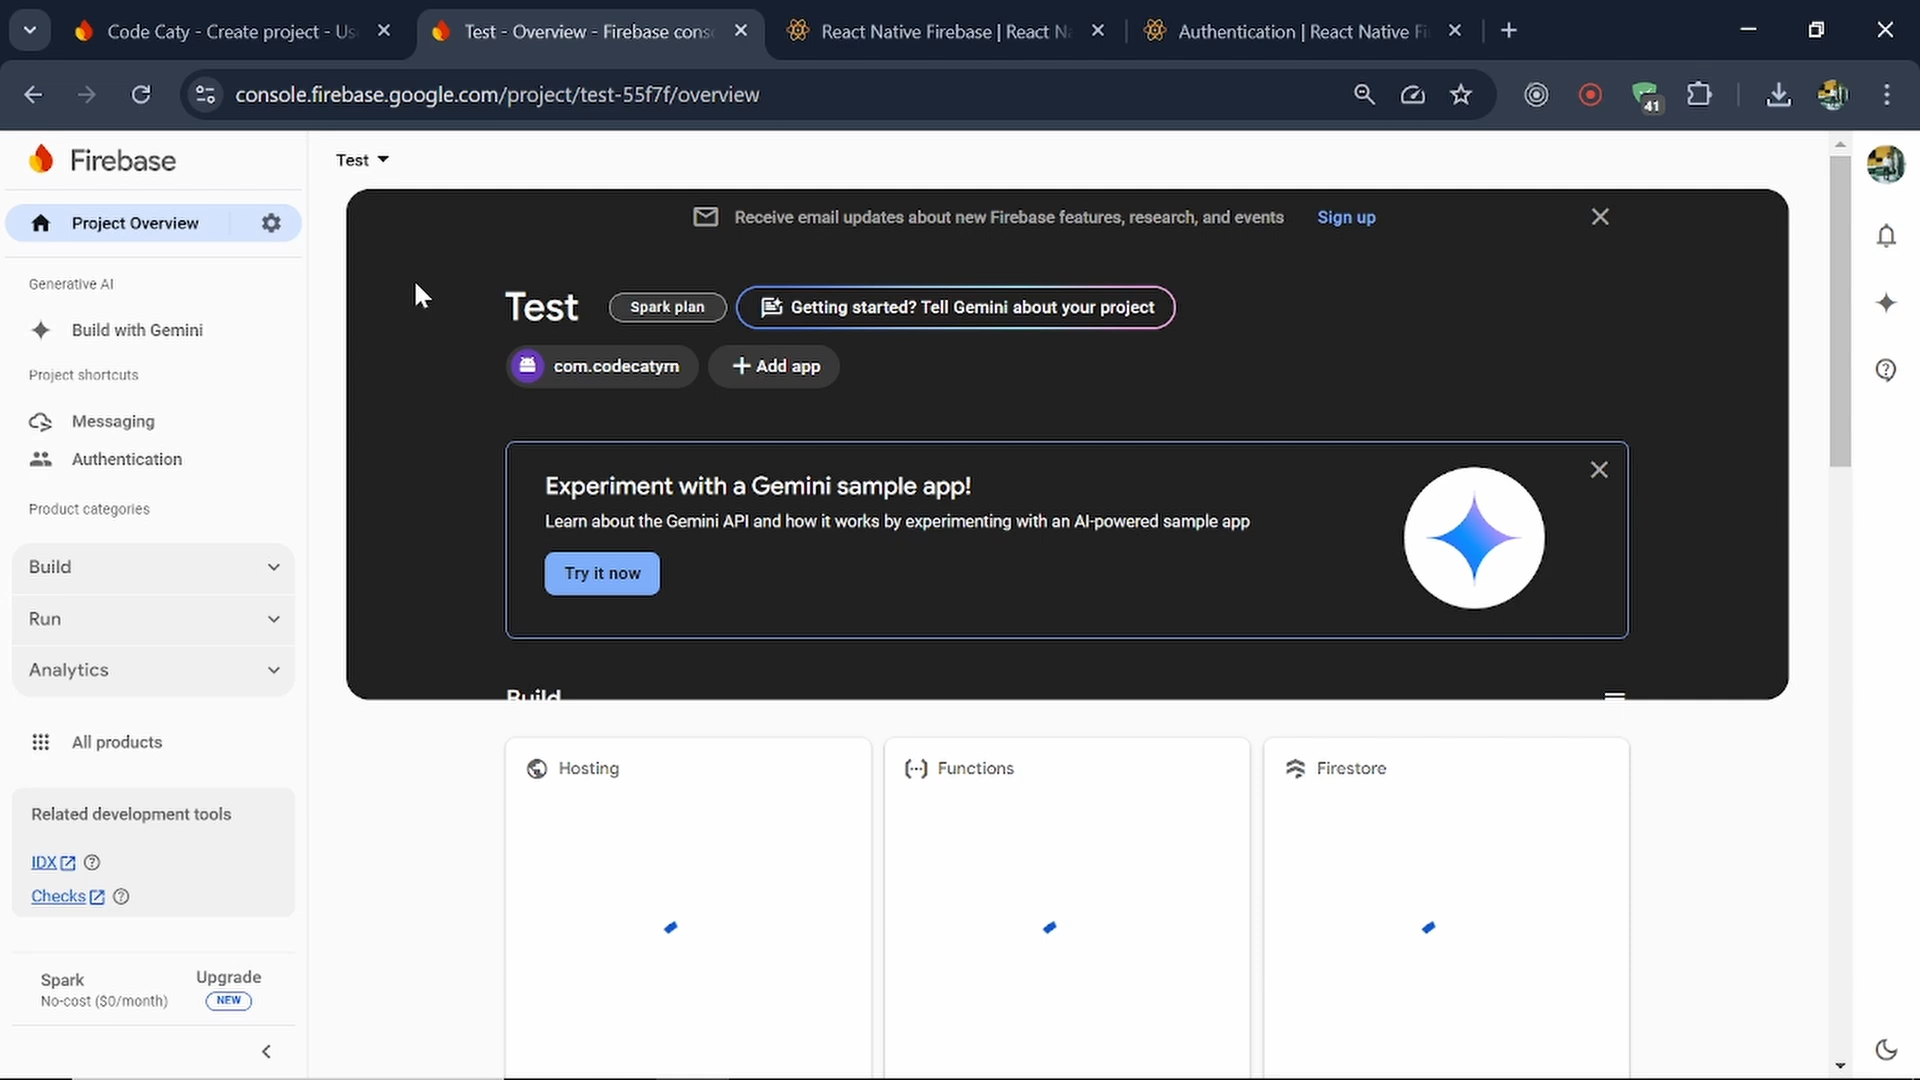 Code Caty - Create project - Us
Test - Overview - Firebase cons
React Native Firebase | React N
Authentication | React Native Fi
console.firebase.google.com/project/test-55f7f/overview
41
Firebase
Test
Project Overview
Receive email updates about new Firebase features, research, and events Sign up
Generative AI
Build with Gemini
Test
Spark plan
Getting started? Tell Gemini about your project
com.codecatyrn
Add app
Project shortcuts
Messaging
Authentication
Product categories
Build
Run
Analytics
All products
Experiment with a Gemini sample app!
Learn about the Gemini API and how it works by experimenting with an AI-powered sample app
Try it now
Build
Hosting
Functions
Firestore
Related development tools
IDX
Checks
Spark
No-cost ($0/month)
Upgrade
NEW